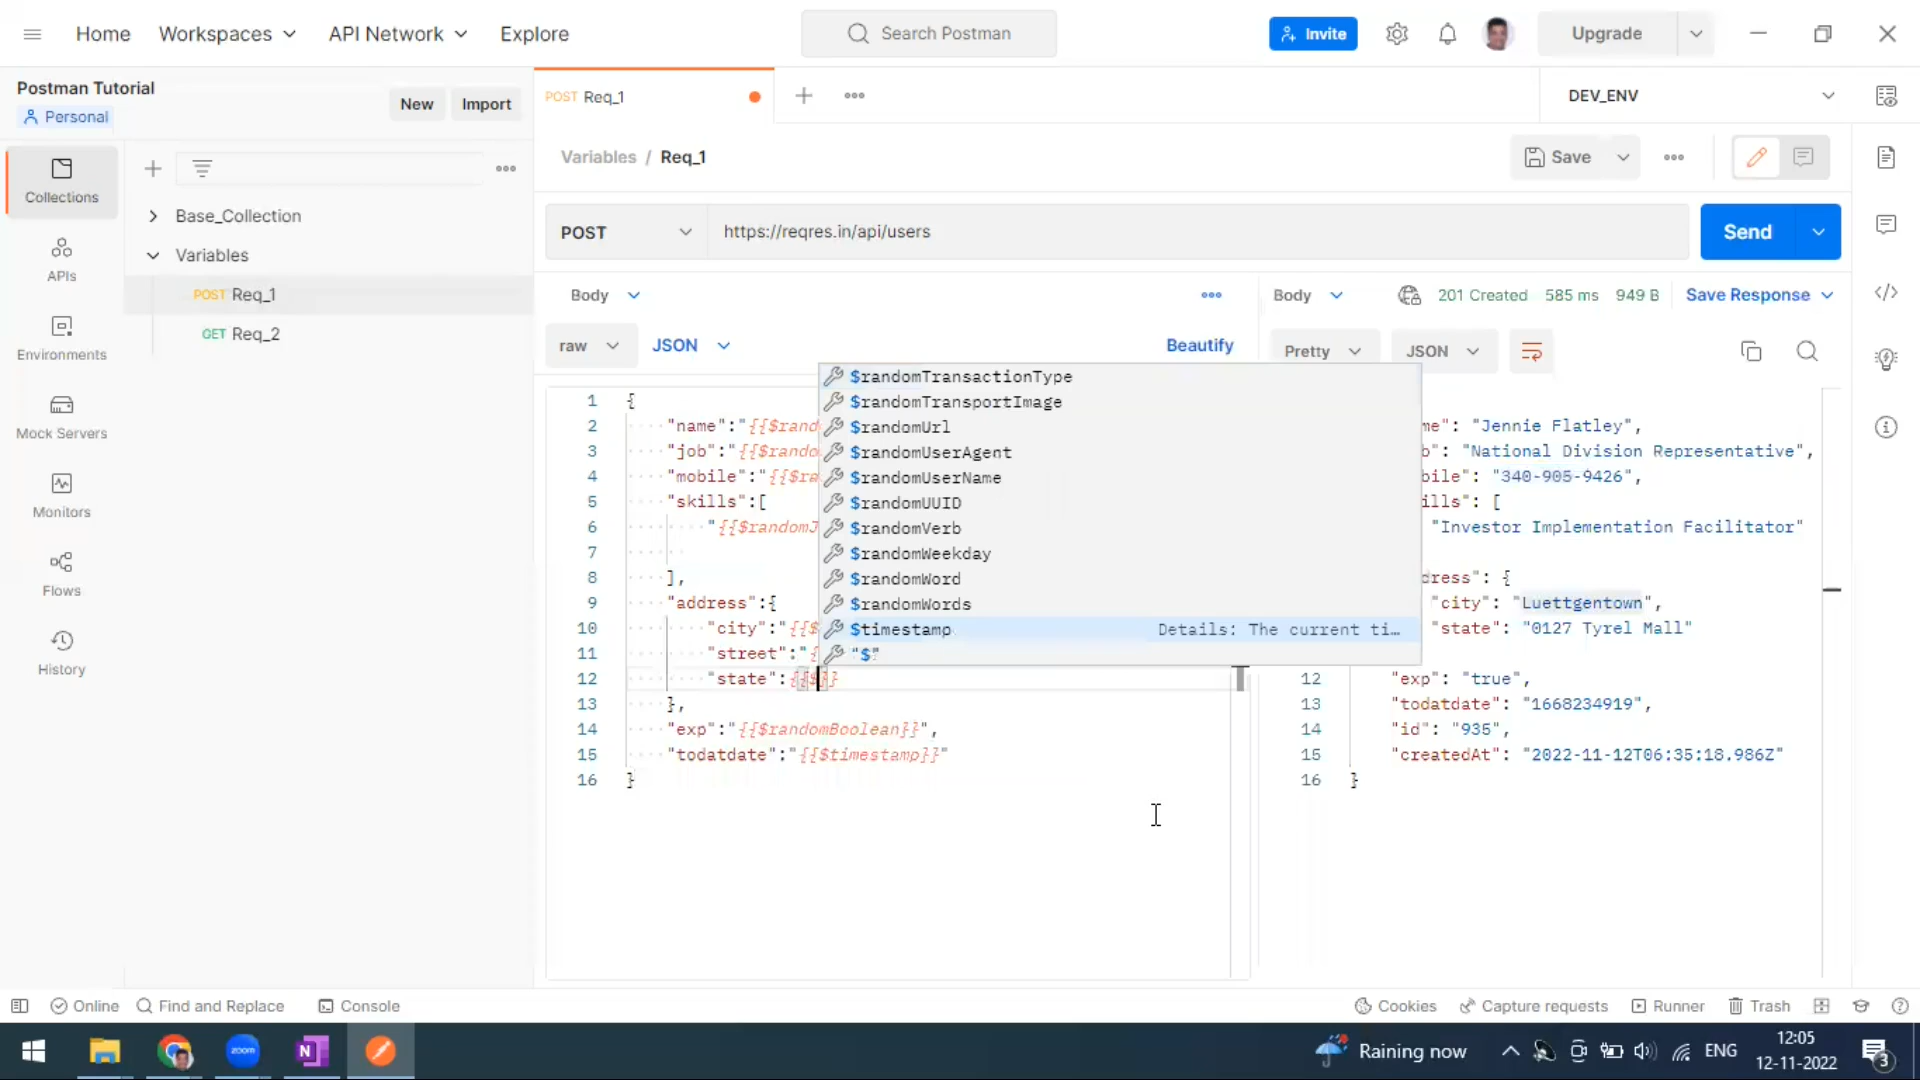 Home
Workspaces
API Network
Explore
Search Postman
Invite
Upgrade
Postman Tutorial
Personal
New
Import
POST Req_1
DEV_ENV
Collections
APIs
Environments
Mock Servers
Monitors
Flows
History
Base_Collection
Variables
POST Req_1
GET Req_2
Variables / Req_1
Save
POST
https://reqres.in/api/users
Send
Body
raw
JSON
Beautify
1 {
2 "name":"{{$rand
3 "job":"{{$rando
4 "mobile":"{{$ra
5 "skills":[
6 "{{$randomJ
7
8 ],
9 "address":{
10 "city":"{{$
11 "street":"{
12 "state":{{$}}
13 },
14 "exp":"{{$randomBoolean}}",
15 "todatdate":"{{$timestamp}}"
16 }
$randomTransactionType
$randomTransportImage
$randomUrl
$randomUserAgent
$randomUserName
$randomUUID
$randomVerb
$randomWeekday
$randomWord
$randomWords
$timestamp Details: The current ti…
"$"
Body
201 Created 585 ms 949 B Save Response
Pretty
JSON
me": "Jennie Flatley",
b": "National Division Representative",
bile": "340-905-9426",
ills": [
"Investor Implementation Facilitator"
dress": {
"city": "Luettgentown",
"state": "0127 Tyrel Mall"
12 "exp": "true",
13 "todatdate": "1668234919",
14 "id": "935",
15 "createdAt": "2022-11-12T06:35:18.986Z"
16 }
Online
Find and Replace
Console
Cookies
Capture requests
Runner
Trash
zoom
N
Raining now
ENG
12:05
12-11-2022
3